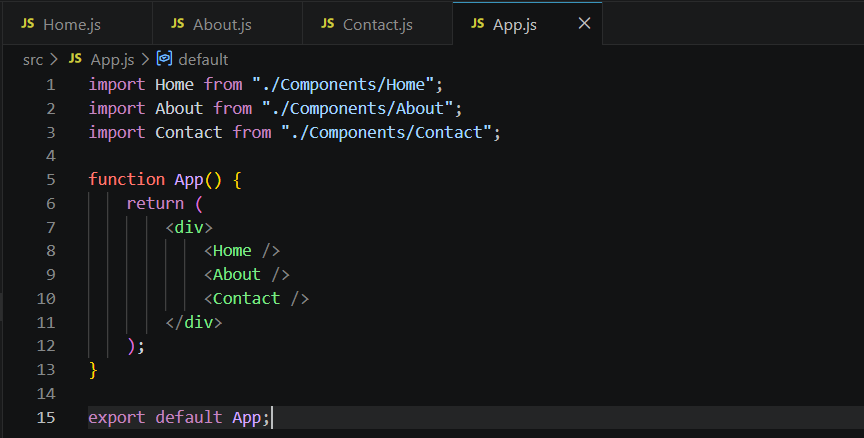 JS Home.js JS About.js JS Contact.js JS App.js ×
src > JS App.js > default
1 import Home from "./Components/Home";
2 import About from "./Components/About";
3 import Contact from "./Components/Contact";
4
5 function App() {
6 return (
7 <div>
8 <Home />
9 <About />
10 <Contact />
11 </div>
12 );
13 }
14
15 export default App;